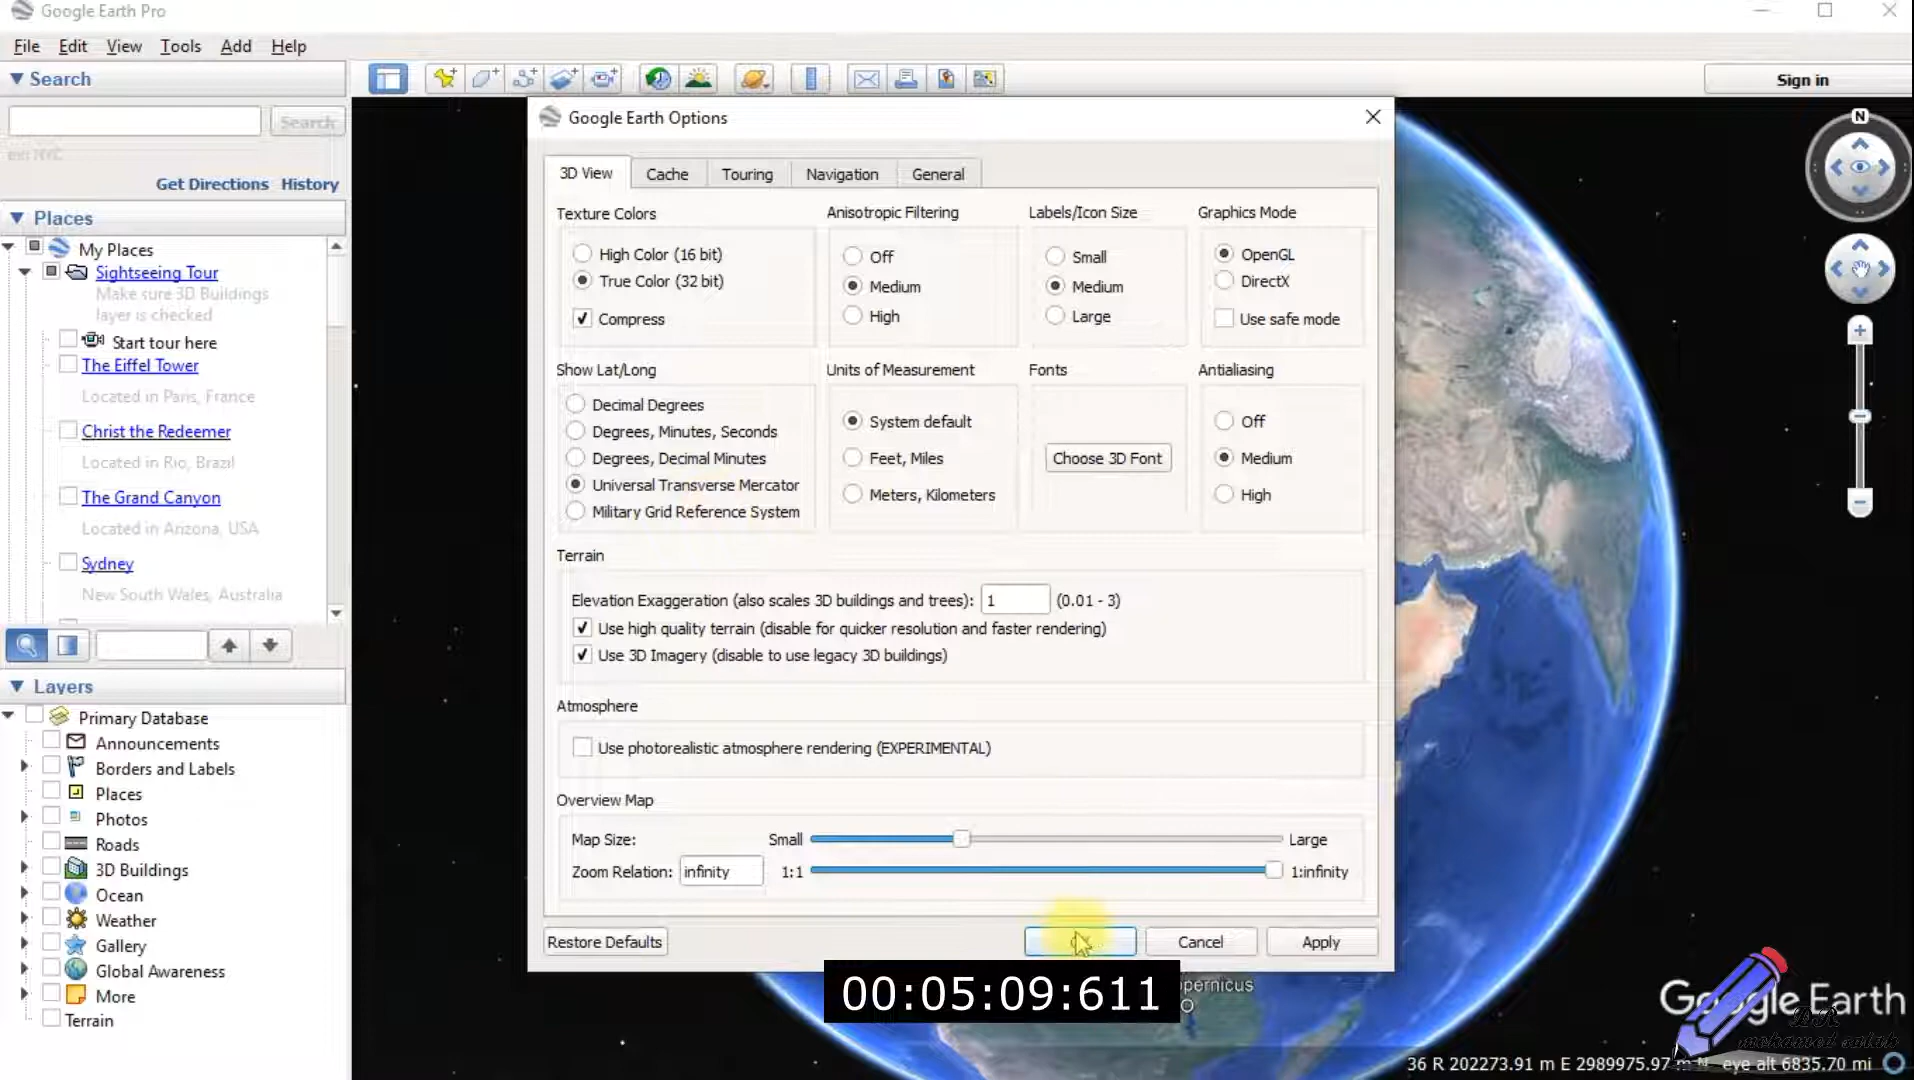 Google Earth Pro
File Edit View Tools Add Help
Search
Search
Get Directions History
Places
My Places
Sightseeing Tour
Make sure 3D Buildings
layer is checked
Start tour here
The Eiffel Tower
Located in Paris, France
Christ the Redeemer
Located in Rio, Brazil
The Grand Canyon
Located in Arizona, USA
Sydney
New South Wales, Australia
Layers
Primary Database
Announcements
Borders and Labels
Places
Photos
Roads
3D Buildings
Ocean
Weather
Gallery
Global Awareness
More
Terrain
Sign in
N
Google Earth Options
3D View Cache Touring Navigation General
Texture Colors
High Color (16 bit)
True Color (32 bit)
Compress
Anisotropic Filtering
Off
Medium
High
Labels/Icon Size
Small
Medium
Large
Graphics Mode
OpenGL
DirectX
Use safe mode
Show Lat/Long
Decimal Degrees
Degrees, Minutes, Seconds
Degrees, Decimal Minutes
Universal Transverse Mercator
Military Grid Reference System
Units of Measurement
System default
Feet, Miles
Meters, Kilometers
Fonts
Choose 3D Font
Antialiasing
Off
Medium
High
Terrain
Elevation Exaggeration (also scales 3D buildings and trees): 1 (0.01 - 3)
Use high quality terrain (disable for quicker resolution and faster rendering)
Use 3D Imagery (disable to use legacy 3D buildings)
Atmosphere
Use photorealistic atmosphere rendering (EXPERIMENTAL)
Overview Map
Map Size: Small Large
Zoom Relation: infinity 1:1 1:infinity
Restore Defaults Cancel Apply
00:05:09:611
pernicus
O
Google Earth
DR
mohamed salah
36 R 202273.91 m E 2989975.97 m N eye alt 6835.70 mi